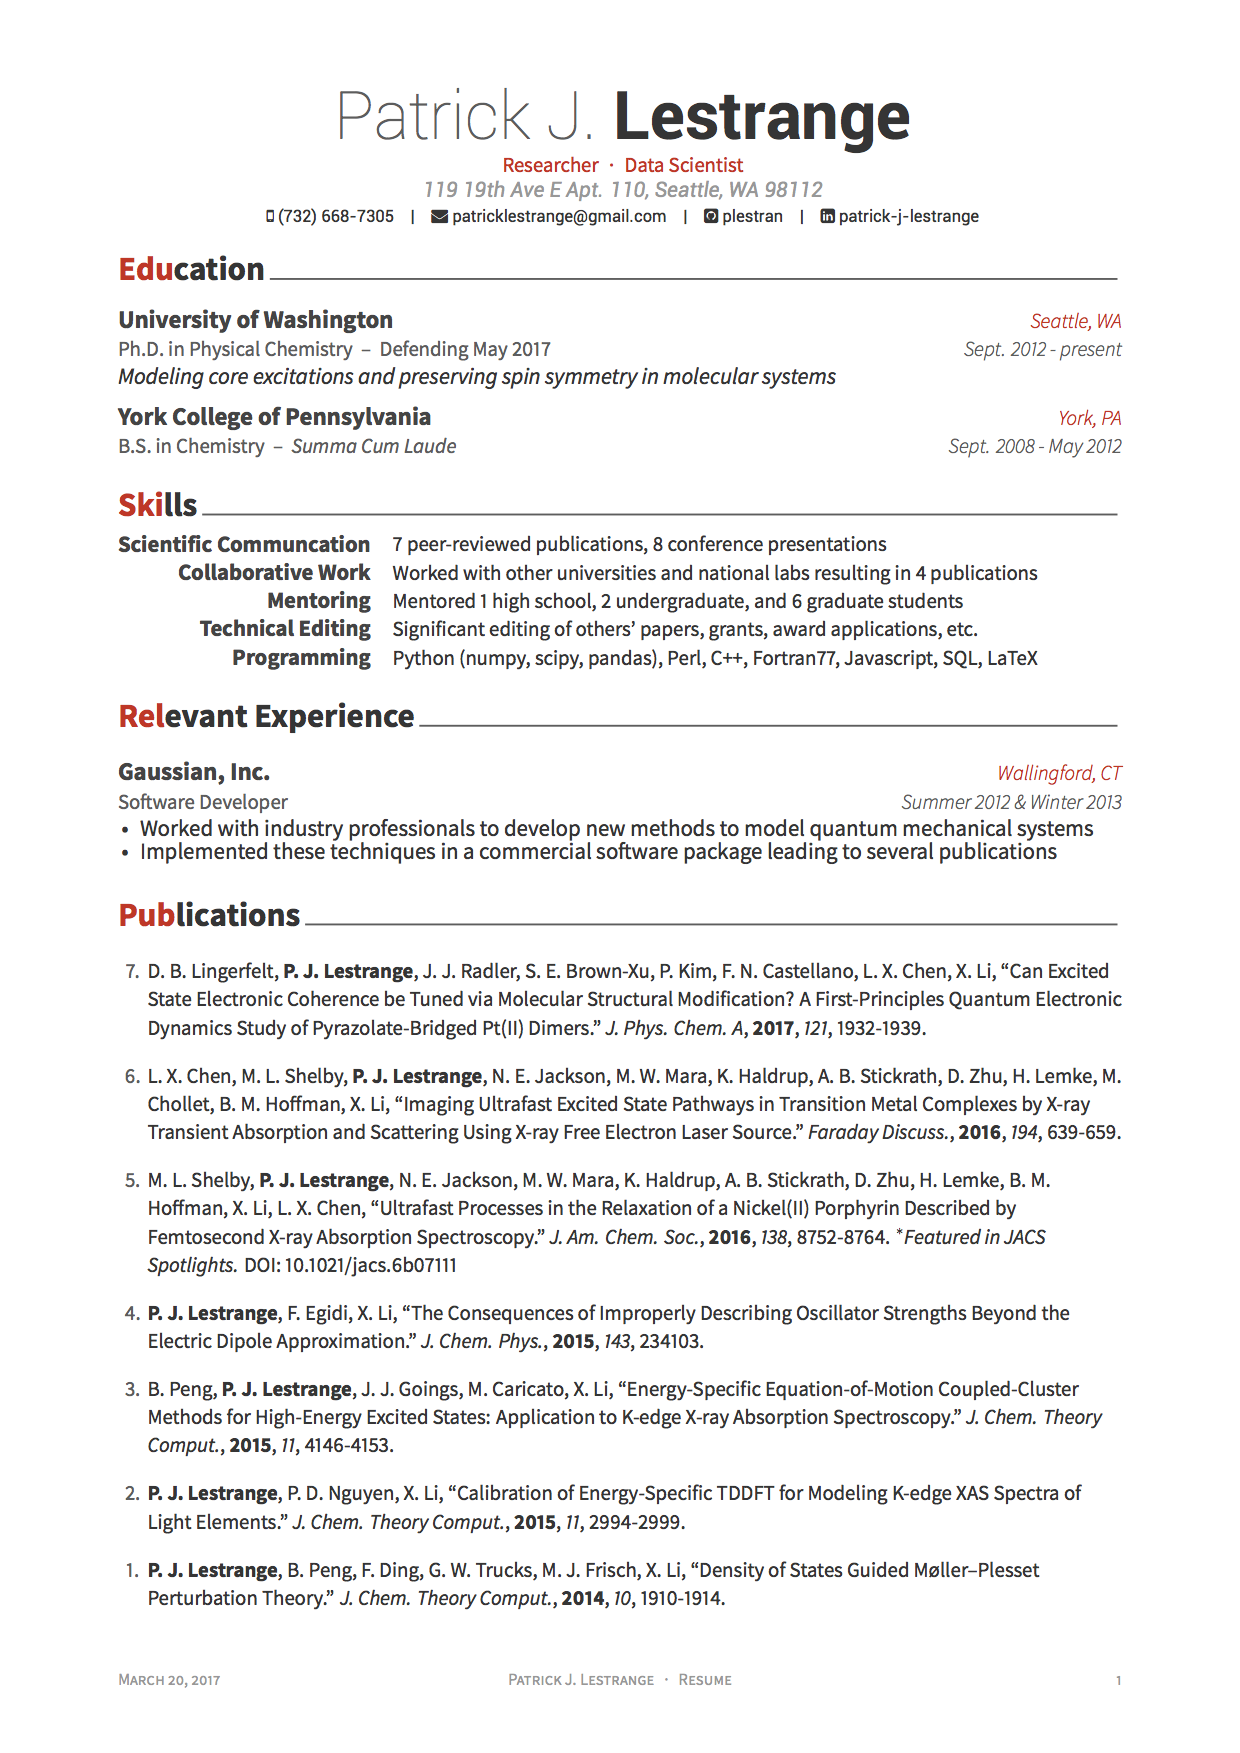 Patrick J. Lestrange
Researcher · Data Scientist
119 19th Ave E Apt. 110, Seattle, WA 98112
(732) 668-7305 | patricklestrange@gmail.com | plestran | patrick-j-lestrange
Education
University of Washington Seattle, WA
Ph.D. in Physical Chemistry – Defending May 2017 Sept. 2012 - present
Modeling core excitations and preserving spin symmetry in molecular systems
York College of Pennsylvania York, PA
B.S. in Chemistry – Summa Cum Laude Sept. 2008 - May 2012
Skills
Scientific Communcation 7 peer-reviewed publications, 8 conference presentations
Collaborative Work Worked with other universities and national labs resulting in 4 publications
Mentoring Mentored 1 high school, 2 undergraduate, and 6 graduate students
Technical Editing Significant editing of others’ papers, grants, award applications, etc.
Programming Python (numpy, scipy, pandas), Perl, C++, Fortran77, Javascript, SQL, LaTeX
Relevant Experience
Gaussian, Inc. Wallingford, CT
Software Developer Summer 2012 & Winter 2013
• Worked with industry professionals to develop new methods to model quantum mechanical systems
• Implemented these techniques in a commercial software package leading to several publications
Publications
7. D. B. Lingerfelt, P. J. Lestrange, J. J. Radler, S. E. Brown-Xu, P. Kim, F. N. Castellano, L. X. Chen, X. Li, “Can Excited
State Electronic Coherence be Tuned via Molecular Structural Modification? A First-Principles Quantum Electronic
Dynamics Study of Pyrazolate-Bridged Pt(II) Dimers.” J. Phys. Chem. A, 2017, 121, 1932-1939.
6. L. X. Chen, M. L. Shelby, P. J. Lestrange, N. E. Jackson, M. W. Mara, K. Haldrup, A. B. Stickrath, D. Zhu, H. Lemke, M.
Chollet, B. M. Hoffman, X. Li, “Imaging Ultrafast Excited State Pathways in Transition Metal Complexes by X-ray
Transient Absorption and Scattering Using X-ray Free Electron Laser Source.” Faraday Discuss., 2016, 194, 639-659.
5. M. L. Shelby, P. J. Lestrange, N. E. Jackson, M. W. Mara, K. Haldrup, A. B. Stickrath, D. Zhu, H. Lemke, B. M.
Hoffman, X. Li, L. X. Chen, “Ultrafast Processes in the Relaxation of a Nickel(II) Porphyrin Described by
Femtosecond X-ray Absorption Spectroscopy.” J. Am. Chem. Soc., 2016, 138, 8752-8764. *Featured in JACS
Spotlights. DOI: 10.1021/jacs.6b07111
4. P. J. Lestrange, F. Egidi, X. Li, “The Consequences of Improperly Describing Oscillator Strengths Beyond the
Electric Dipole Approximation.” J. Chem. Phys., 2015, 143, 234103.
3. B. Peng, P. J. Lestrange, J. J. Goings, M. Caricato, X. Li, “Energy-Specific Equation-of-Motion Coupled-Cluster
Methods for High-Energy Excited States: Application to K-edge X-ray Absorption Spectroscopy.” J. Chem. Theory
Comput., 2015, 11, 4146-4153.
2. P. J. Lestrange, P. D. Nguyen, X. Li, “Calibration of Energy-Specific TDDFT for Modeling K-edge XAS Spectra of
Light Elements.” J. Chem. Theory Comput., 2015, 11, 2994-2999.
1. P. J. Lestrange, B. Peng, F. Ding, G. W. Trucks, M. J. Frisch, X. Li, “Density of States Guided Møller–Plesset
Perturbation Theory.” J. Chem. Theory Comput., 2014, 10, 1910-1914.
March 20, 2017 Patrick J. Lestrange · Resume 1